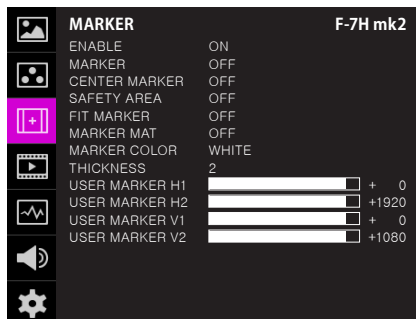 MARKER F-7H mk2
ENABLE ON
MARKER OFF
CENTER MARKER OFF
SAFETY AREA OFF
FIT MARKER OFF
MARKER MAT OFF
MARKER COLOR WHITE
THICKNESS 2
USER MARKER H1 + 0
USER MARKER H2 +1920
USER MARKER V1 + 0
USER MARKER V2 +1080